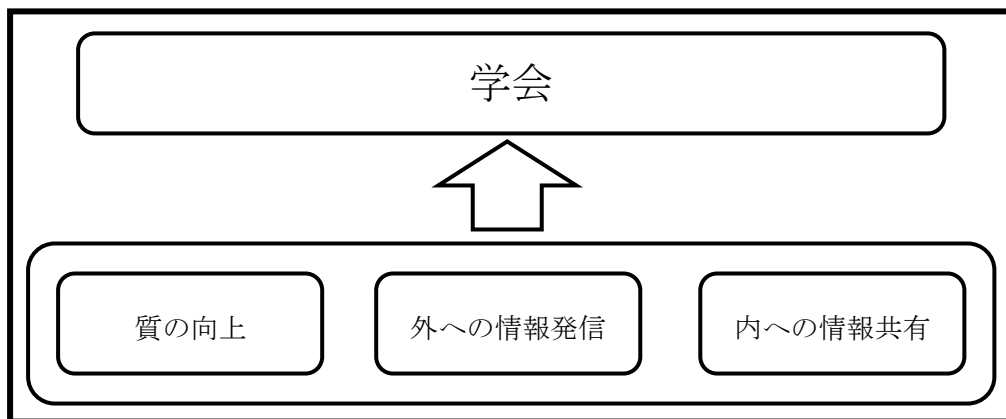 学会
質の向上
外への情報発信
内への情報共有